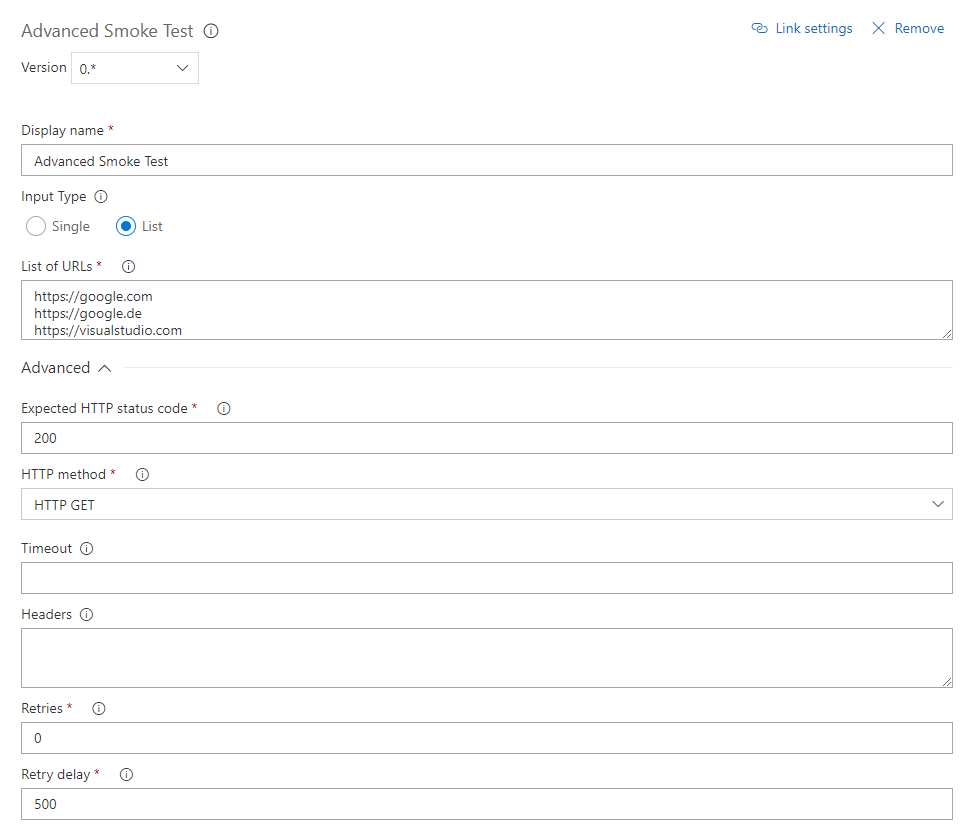 Advanced Smoke Test
Link settings
Remove
Version
0.*
Display name *
Advanced Smoke Test
Input Type
Single
List
List of URLs *
https://google.com
https://google.de
https://visualstudio.com
Advanced
Expected HTTP status code *
200
HTTP method *
HTTP GET
Timeout
Headers
Retries *
0
Retry delay *
500